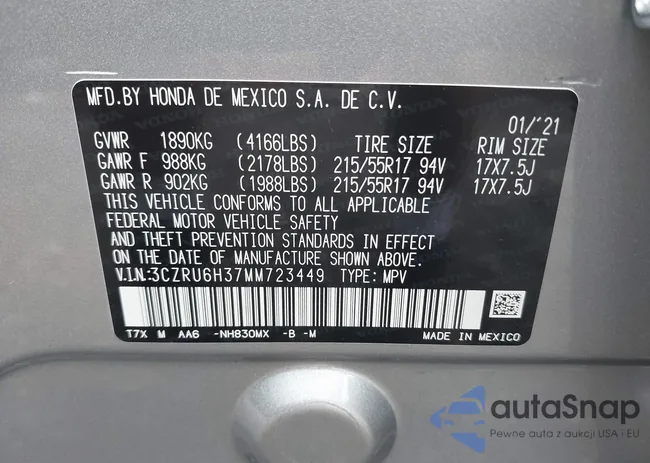 MFD.BY HONDA DE MEXICO S.A. DE C.V.
01/'21
GVWR 1890KG (4166LBS) TIRE SIZE RIM SIZE
GAWR F 988KG (2178LBS) 215/55R17 94V 17X7.5J
GAWR R 902KG (1988LBS) 215/55R17 94V 17X7.5J
THIS VEHICLE CONFORMS TO ALL APPLICABLE
FEDERAL MOTOR VEHICLE SAFETY
AND THEFT PREVENTION STANDARDS IN EFFECT
ON THE DATE OF MANUFACTURE SHOWN ABOVE.
V.I.N:3CZRU6H37MM723449 TYPE: MPV
T7X M AA6 -NH830MX -B -M
MADE IN MEXICO
autoSnap
Pewne auta z aukcji USA i EU